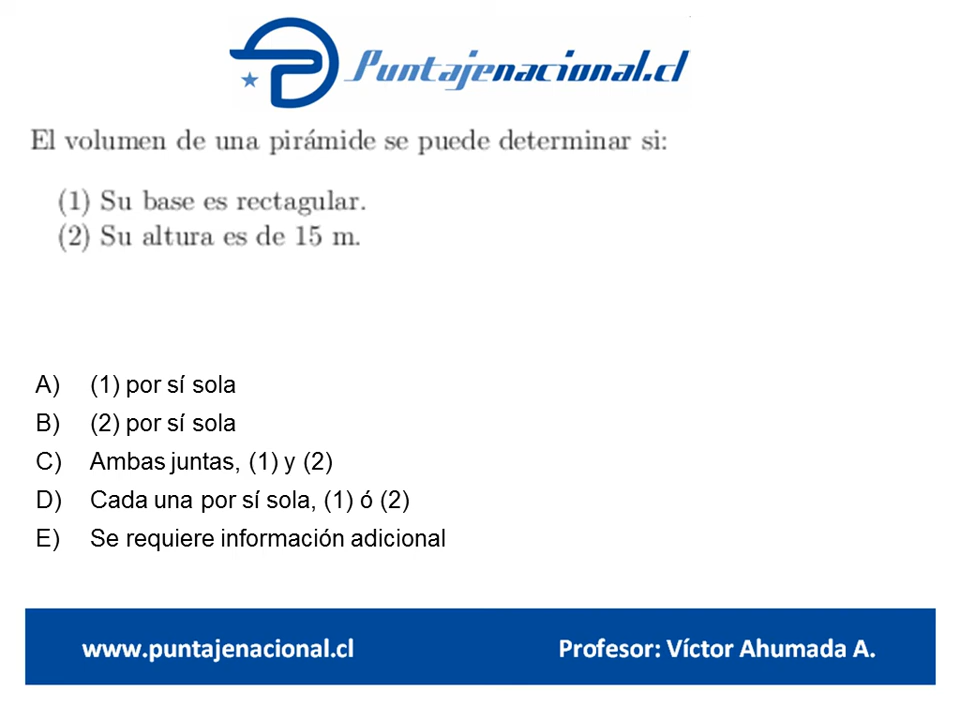 Puntajenacional.cl
El volumen de una pirámide se puede determinar si:
(1) Su base es rectagular.
(2) Su altura es de 15 m.
A) (1) por sí sola
B) (2) por sí sola
C) Ambas juntas, (1) y (2)
D) Cada una por sí sola, (1) ó (2)
E) Se requiere información adicional
www.puntajenacional.cl Profesor: Víctor Ahumada A.